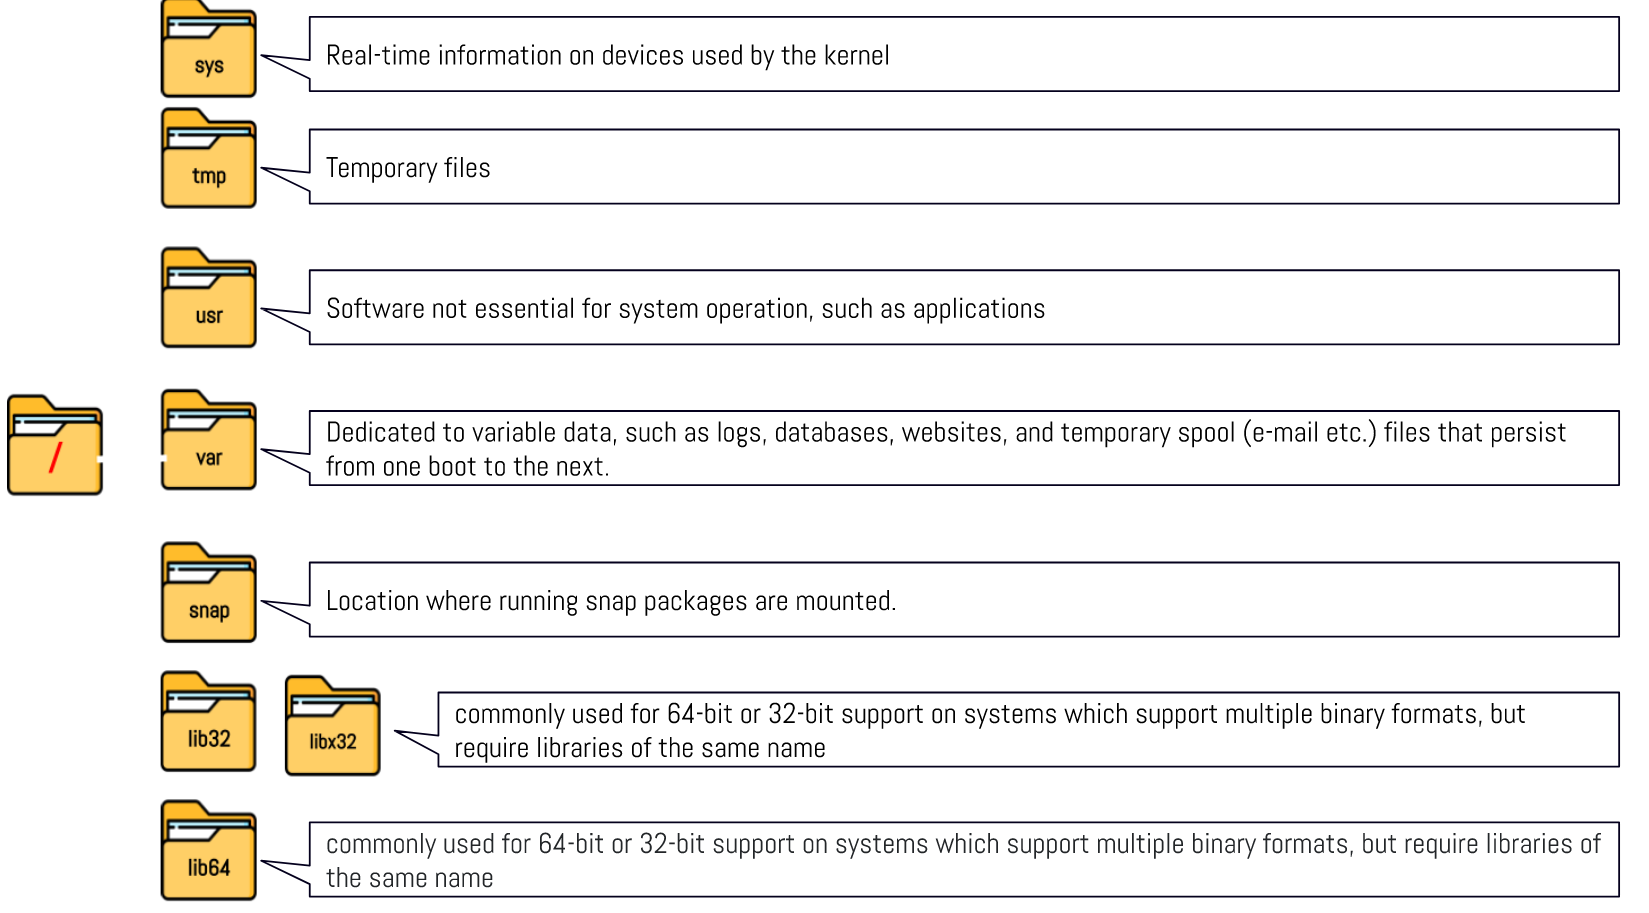 sys
Real-time information on devices used by the kernel
tmp
Temporary files
usr
Software not essential for system operation, such as applications
/
var
Dedicated to variable data, such as logs, databases, websites, and temporary spool (e-mail etc.) files that persist
from one boot to the next.
snap
Location where running snap packages are mounted.
lib32
libx32
commonly used for 64-bit or 32-bit support on systems which support multiple binary formats, but
require libraries of the same name
lib64
commonly used for 64-bit or 32-bit support on systems which support multiple binary formats, but require libraries of
the same name